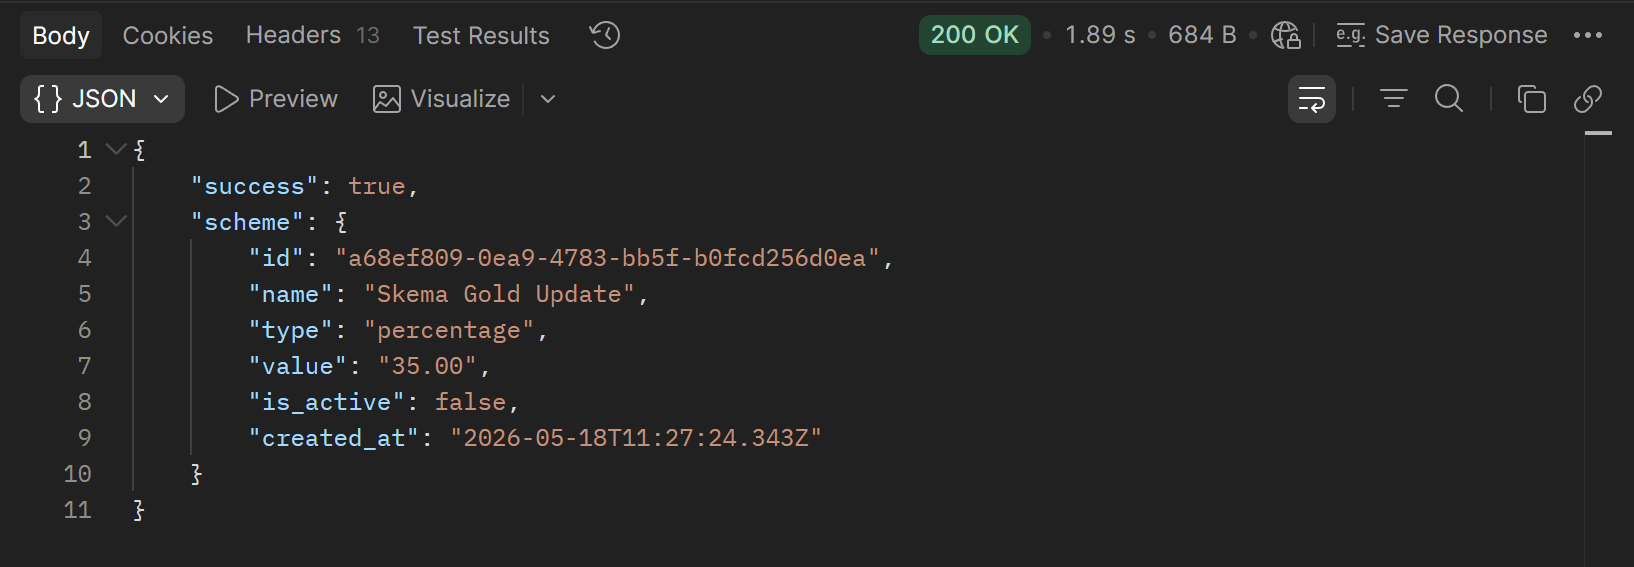 Body Cookies Headers 13 Test Results 200 OK • 1.89 s • 684 B • e.g. Save Response
{} JSON Preview Visualize
1 {
2     "success": true,
3     "scheme": {
4         "id": "a68ef809-0ea9-4783-bb5f-b0fcd256d0ea",
5         "name": "Skema Gold Update",
6         "type": "percentage",
7         "value": "35.00",
8         "is_active": false,
9         "created_at": "2026-05-18T11:27:24.343Z"
10     }
11 }